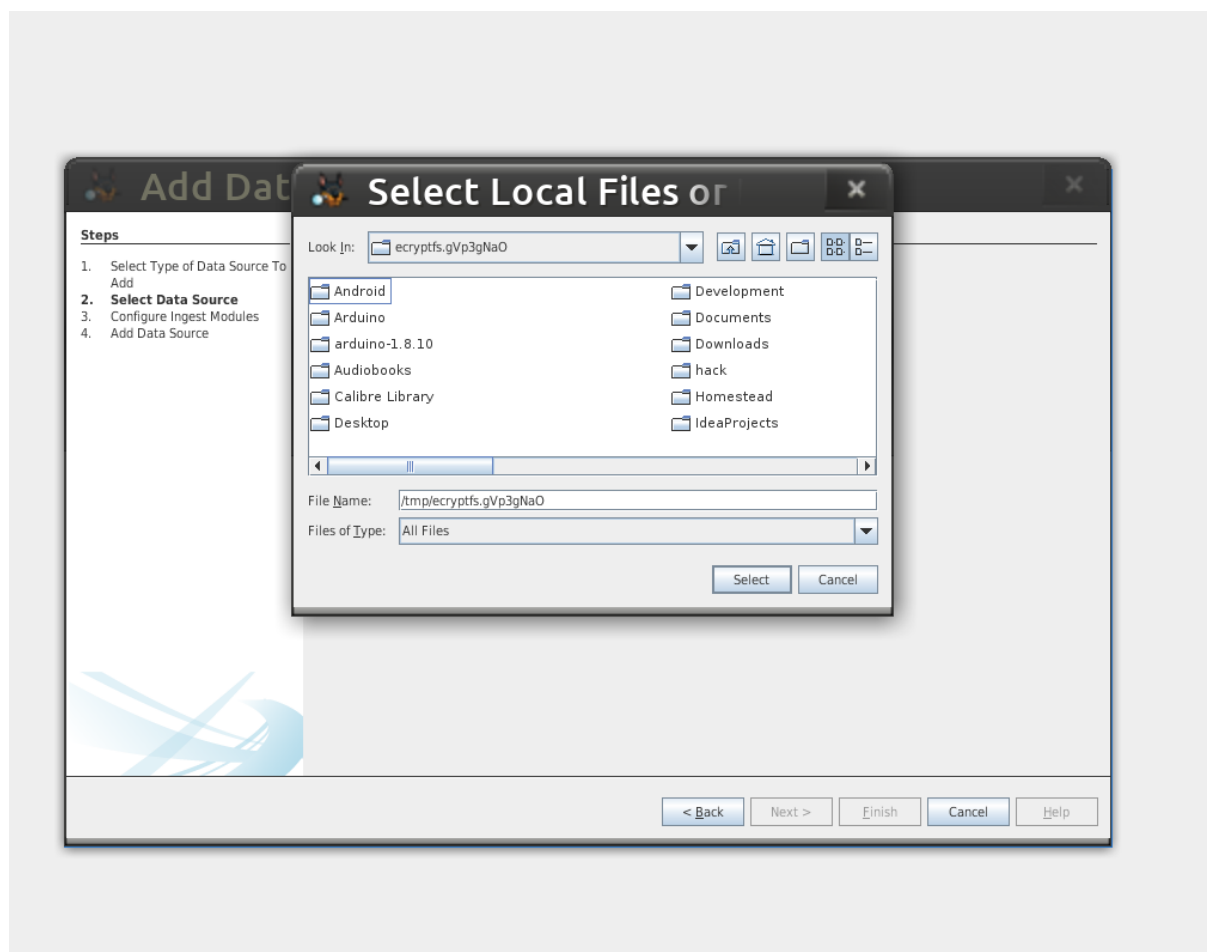 Add Dat
Select Local Files or
Steps
1. Select Type of Data Source To
Add
2. Select Data Source
3. Configure Ingest Modules
4. Add Data Source
Look In: ecryptfs.gVp3gNaO
Android
Arduino
arduino-1.8.10
Audiobooks
Calibre Library
Desktop
Development
Documents
Downloads
hack
Homestead
IdeaProjects
File Name: /tmp/ecryptfs.gVp3gNaO
Files of Type: All Files
Select Cancel
< Back Next > Finish Cancel Help